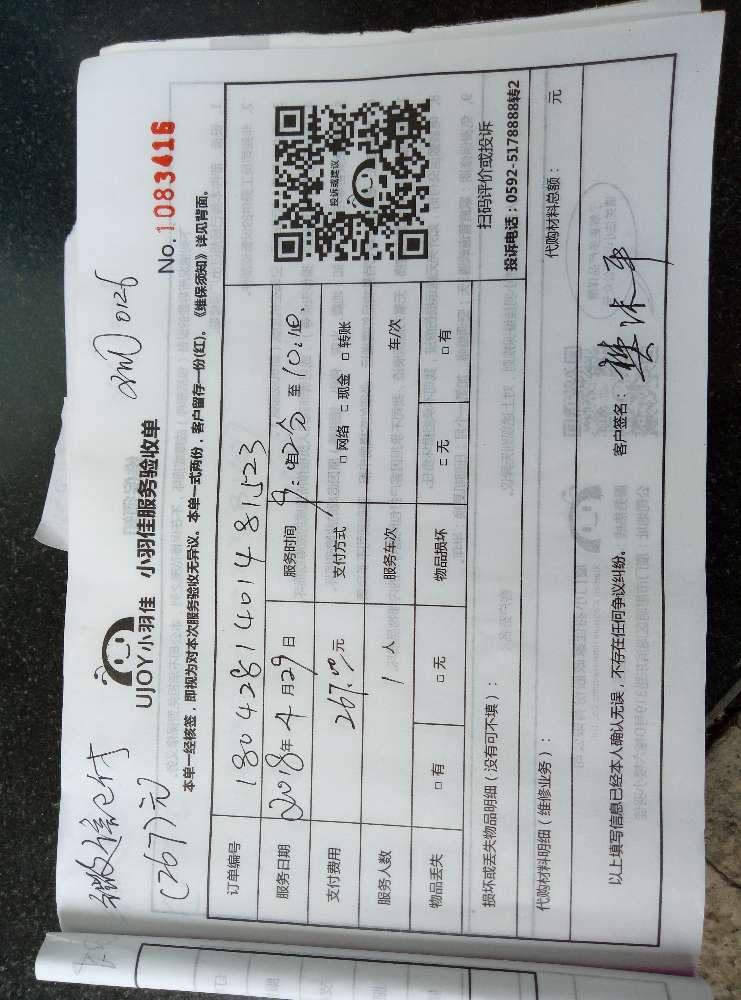 微信已付
(267)元
UJOY小羽佳 小羽佳服务验收单
No. 1083416
本单一经核签，即视为对本次服务验收无异议。本单一式两份，客户留存一份(红)。《维保须知》详见背面。
订单编号 1804281401481523
服务日期 2018年4月29日 服务时间 至10:10
支付费用 267.00元 支付方式 □网络 □现金 □转账
服务人数 1人 服务车次 车/次
物品丢失 □有 □无 物品损坏 □无 □有
投诉或建议
扫码评价或投诉
投诉电话：0592-5178888转2
损坏或丢失物品明细（没有可不填）：
代购材料明细（维修业务）： 代购材料总额： 元
以上填写信息已经本人确认无误，不存在任何争议纠纷。 客户签名：